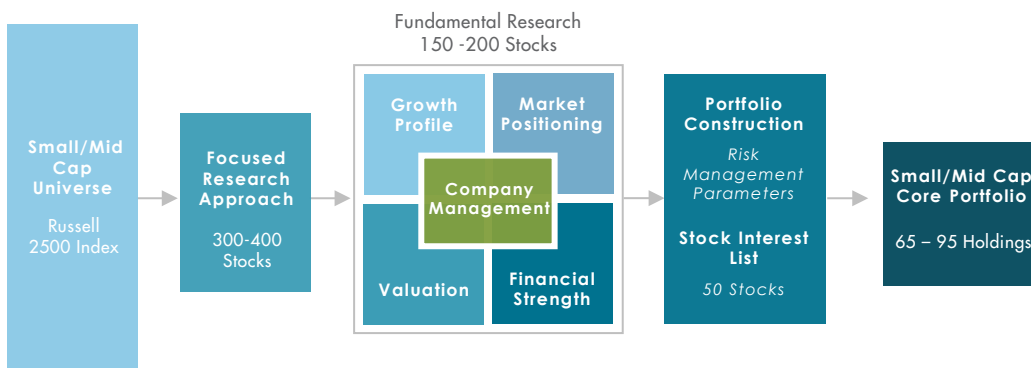 Small/Mid
Cap
Universe
Russell
2500 Index
Focused
Research
Approach
300-400
Stocks
Fundamental Research
150 -200 Stocks
Growth
Profile
Market
Positioning
Company
Management
Valuation
Financial
Strength
Portfolio
Construction
Risk
Management
Parameters
Stock Interest
List
50 Stocks
Small/Mid Cap
Core Portfolio
65 – 95 Holdings